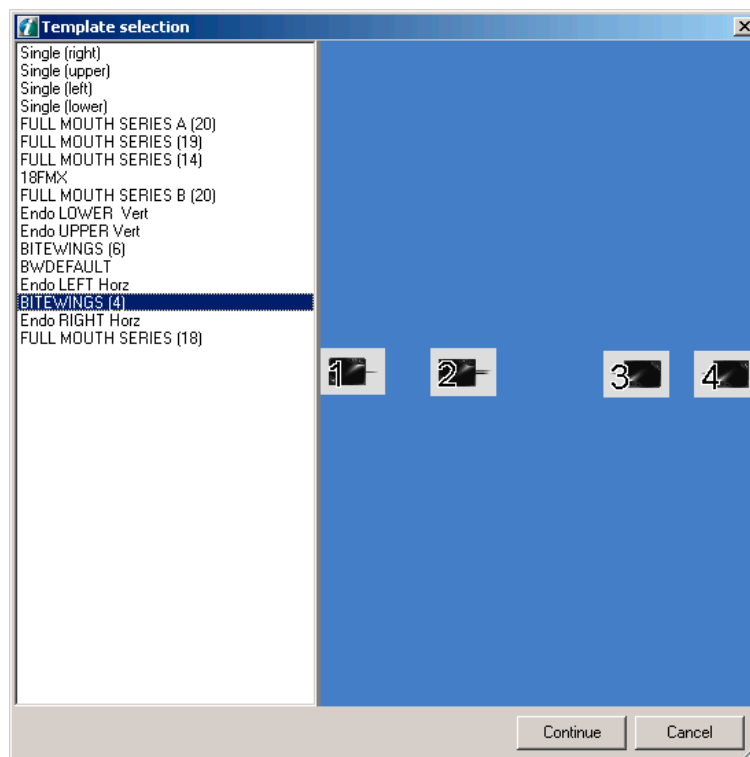 Template selection
Single (right)
Single (upper)
Single (left)
Single (lower)
FULL MOUTH SERIES A (20)
FULL MOUTH SERIES (19)
FULL MOUTH SERIES (14)
18FMX
FULL MOUTH SERIES B (20)
Endo LOWER  Vert
Endo UPPER Vert
BITEWINGS (6)
BWDEFAULT
Endo LEFT Horz
BITEWINGS (4)
Endo RIGHT Horz
FULL MOUTH SERIES (18)
1 2 3 4
Continue Cancel